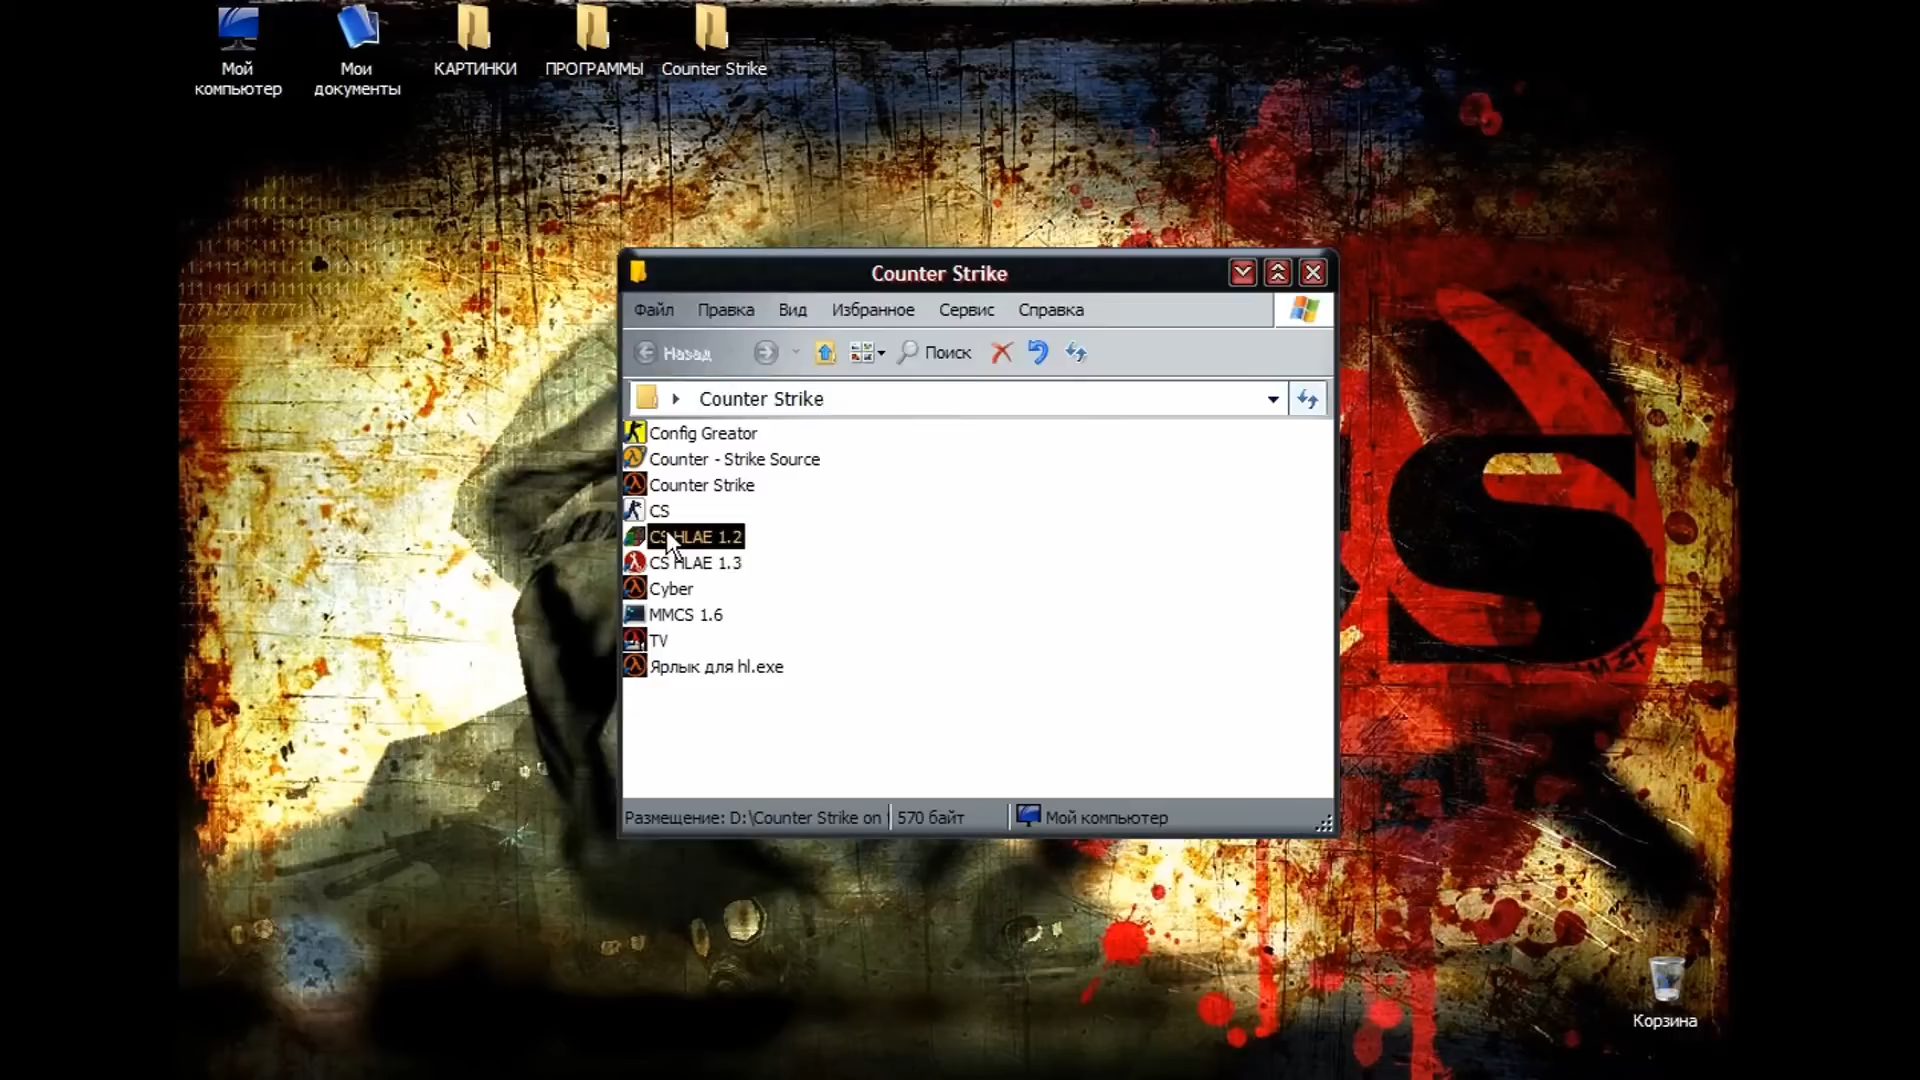 Мой
компьютер
Мои
документы
КАРТИНКИ
ПРОГРАММЫ
Counter Strike
Counter Strike
Файл Правка Вид Избранное Сервис Справка
Назад Поиск
Counter Strike
Config Greator
Counter - Strike Source
Counter Strike
CS
CS HLAE 1.2
CS HLAE 1.3
Cyber
MMCS 1.6
TV
Ярлык для hl.exe
Размещение: D:\Counter Strike on 570 байт Мой компьютер
S
Корзина